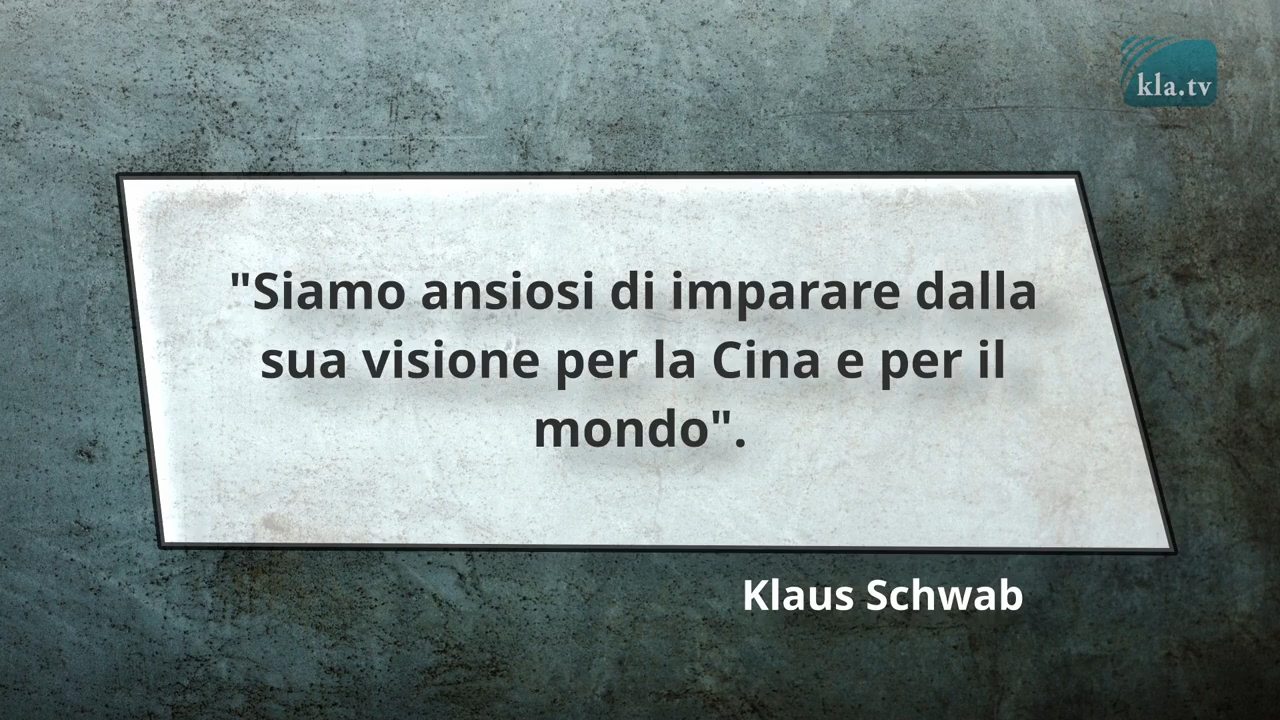 kla.tv
"Siamo ansiosi di imparare dalla
sua visione per la Cina e per il
mondo".
Klaus Schwab